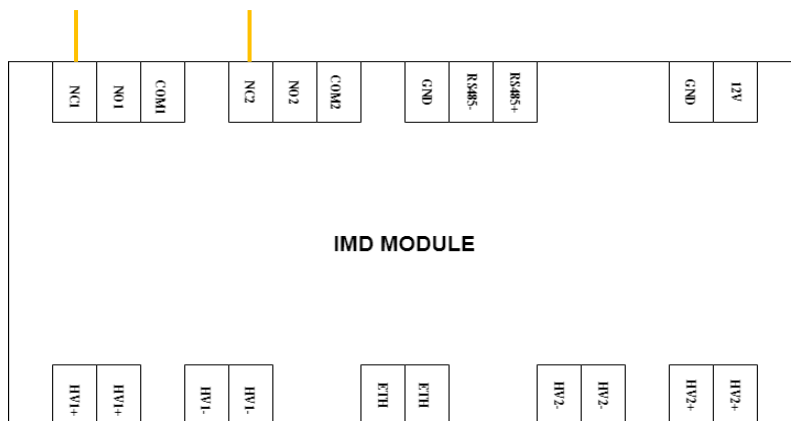 NC1
NO1
COM1
NC2
NO2
COM2
GND
RS485-
RS485+
GND
12V
IMD MODULE
HV1+
HV1+
HV1-
HV1-
ETH
ETH
HV2-
HV2-
HV2+
HV2+